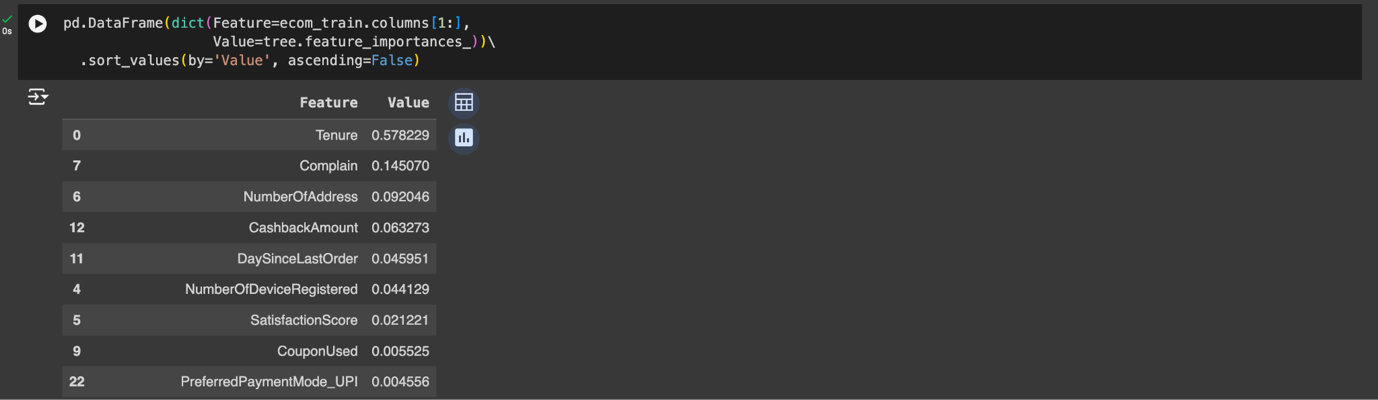 pd.DataFrame(dict(Feature=ecom_train.columns[1:],
Value=tree.feature_importances_))\
.sort_values(by='Value', ascending=False)
0s
Feature Value
0 Tenure 0.578229
7 Complain 0.145070
6 NumberOfAddress 0.092046
12 CashbackAmount 0.063273
11 DaySinceLastOrder 0.045951
4 NumberOfDeviceRegistered 0.044129
5 SatisfactionScore 0.021221
9 CouponUsed 0.005525
22 PreferredPaymentMode_UPI 0.004556